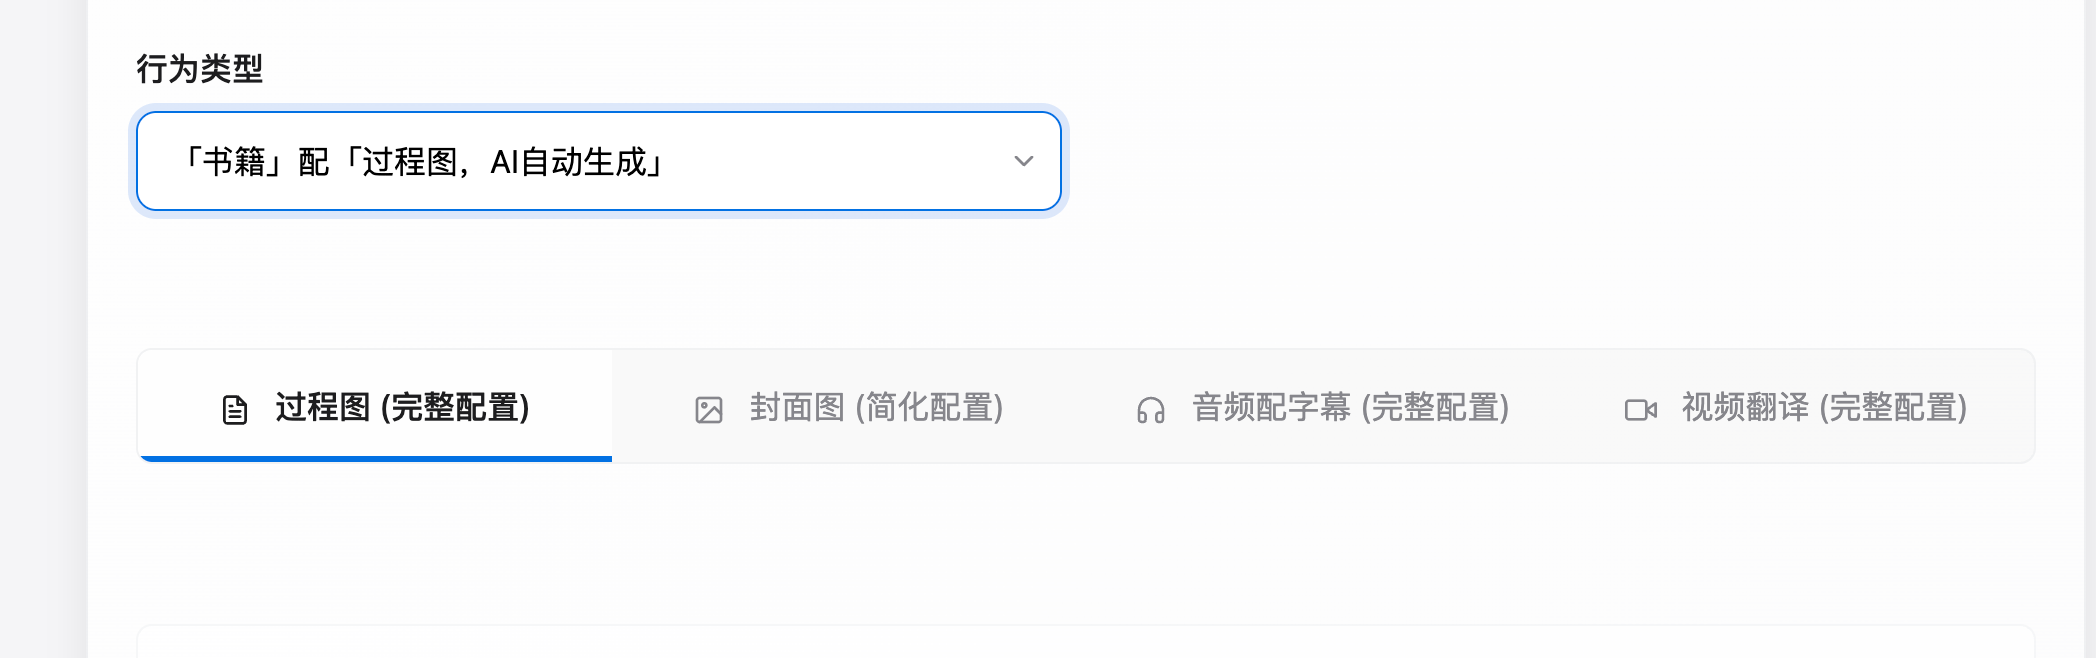 行为类型
「书籍」配「过程图，AI自动生成」
过程图 (完整配置) 封面图 (简化配置) 音频配字幕 (完整配置) 视频翻译 (完整配置)